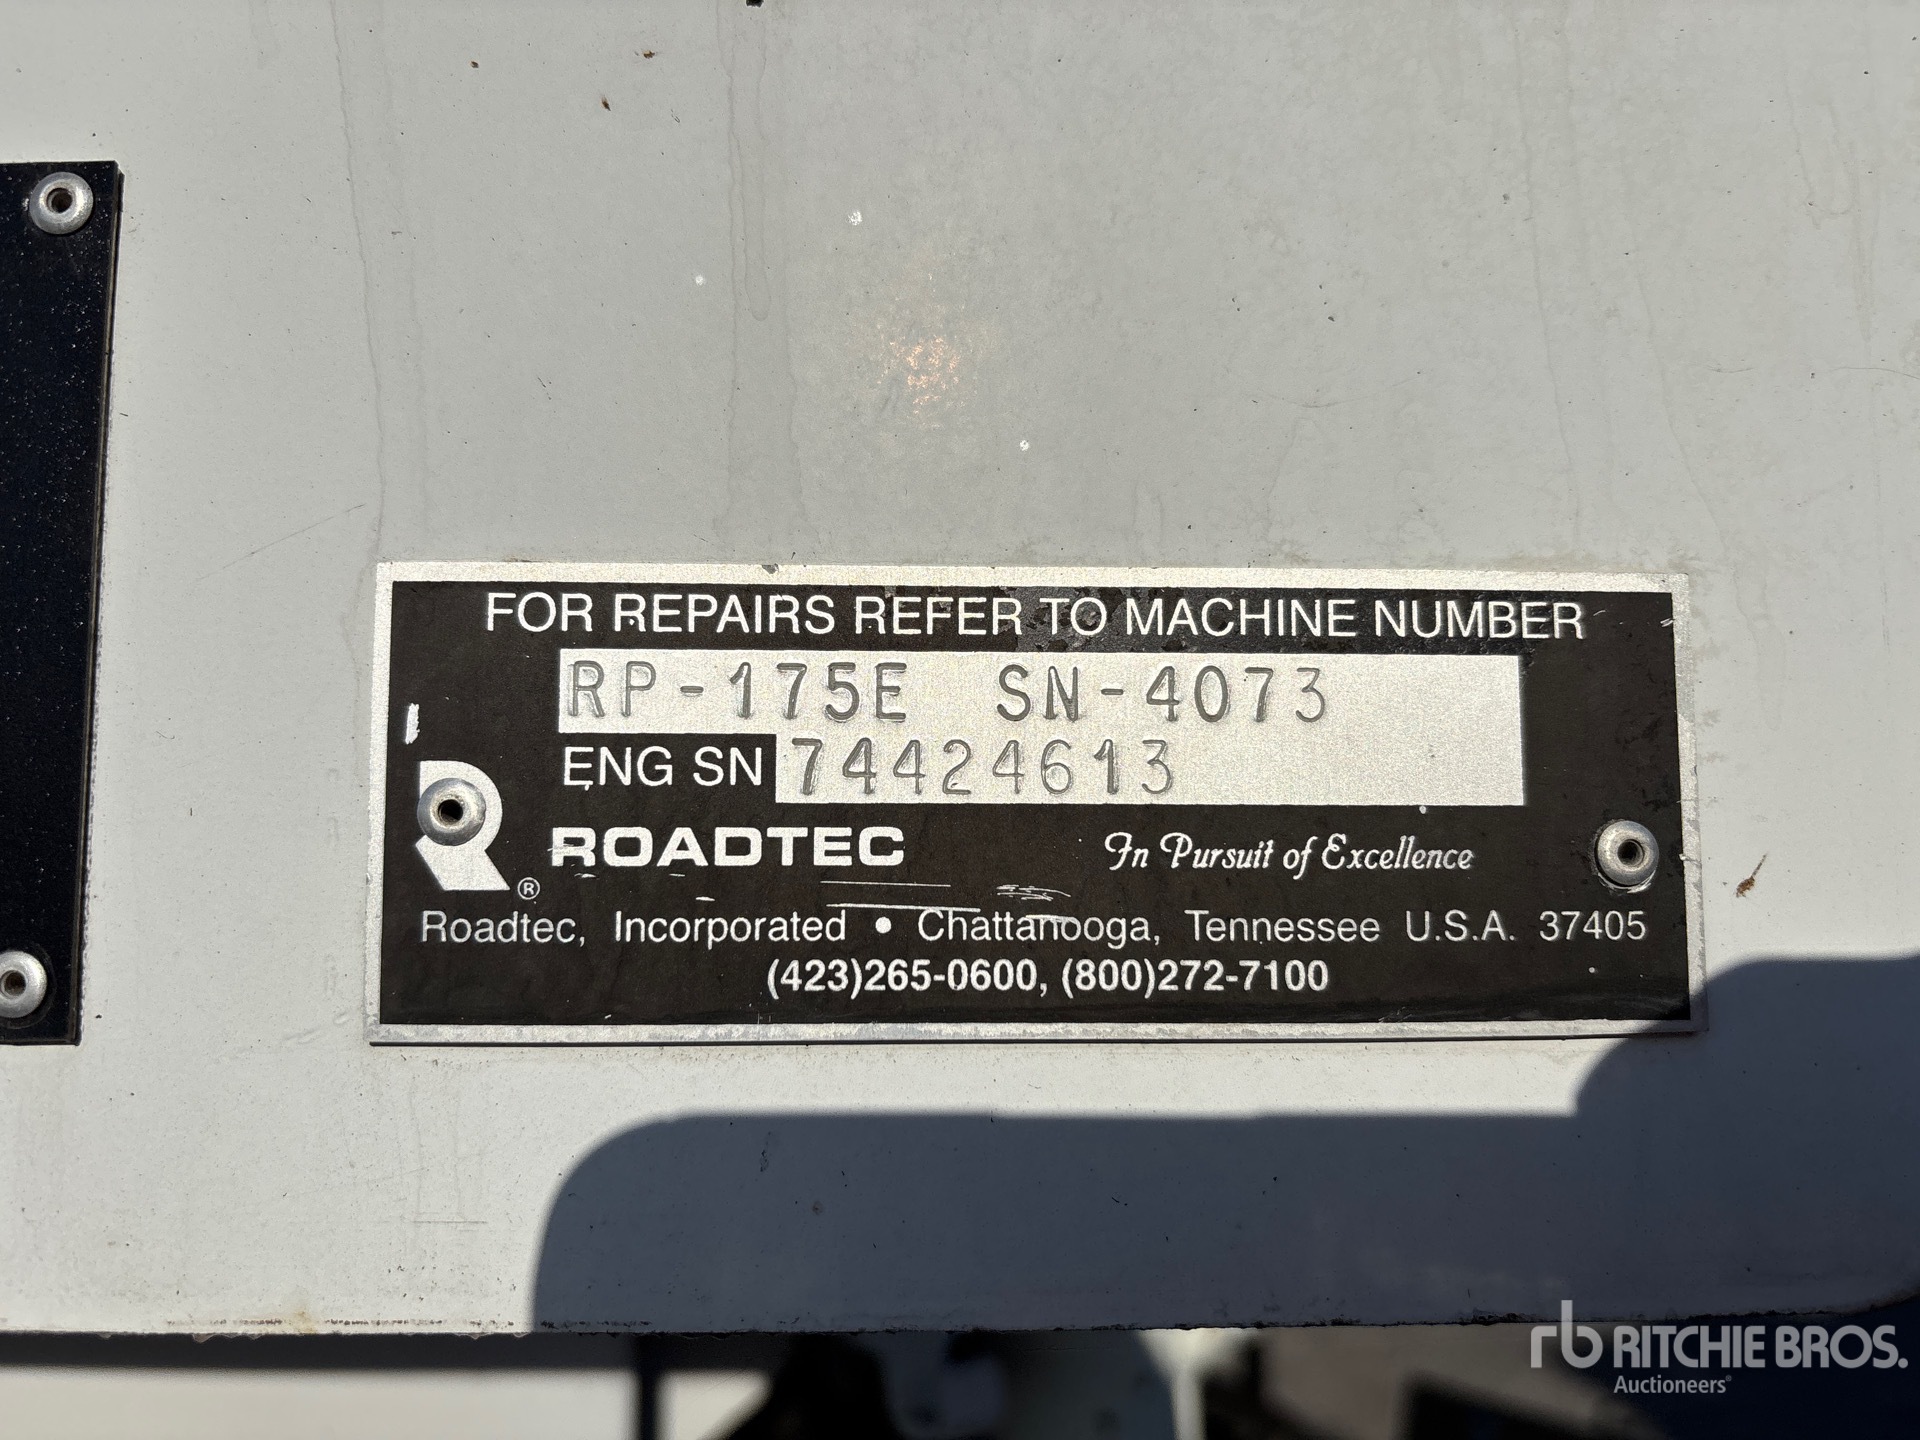 FOR REPAIRS REFER TO MACHINE NUMBER
RP-175E SN-4073
ENG SN 74424613
R® ROADTEC In Pursuit of Excellence
Roadtec, Incorporated • Chattanooga, Tennessee U.S.A. 37405
(423)265-0600, (800)272-7100
rb RITCHIE BROS.
Auctioneers®